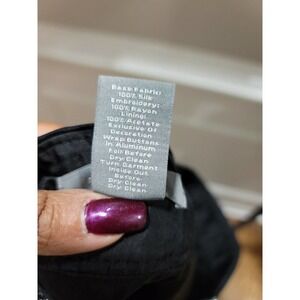 Base Fabric:
100% Silk
Embroidery:
100% Rayon
Lining:
100% Acetate
Exclusive Of
Decoration
Wrap Buttons
In Aluminum
Foil Before
Dry Clean
Turn Garment
Inside Out
Before
Dry Clean
Dry Clean